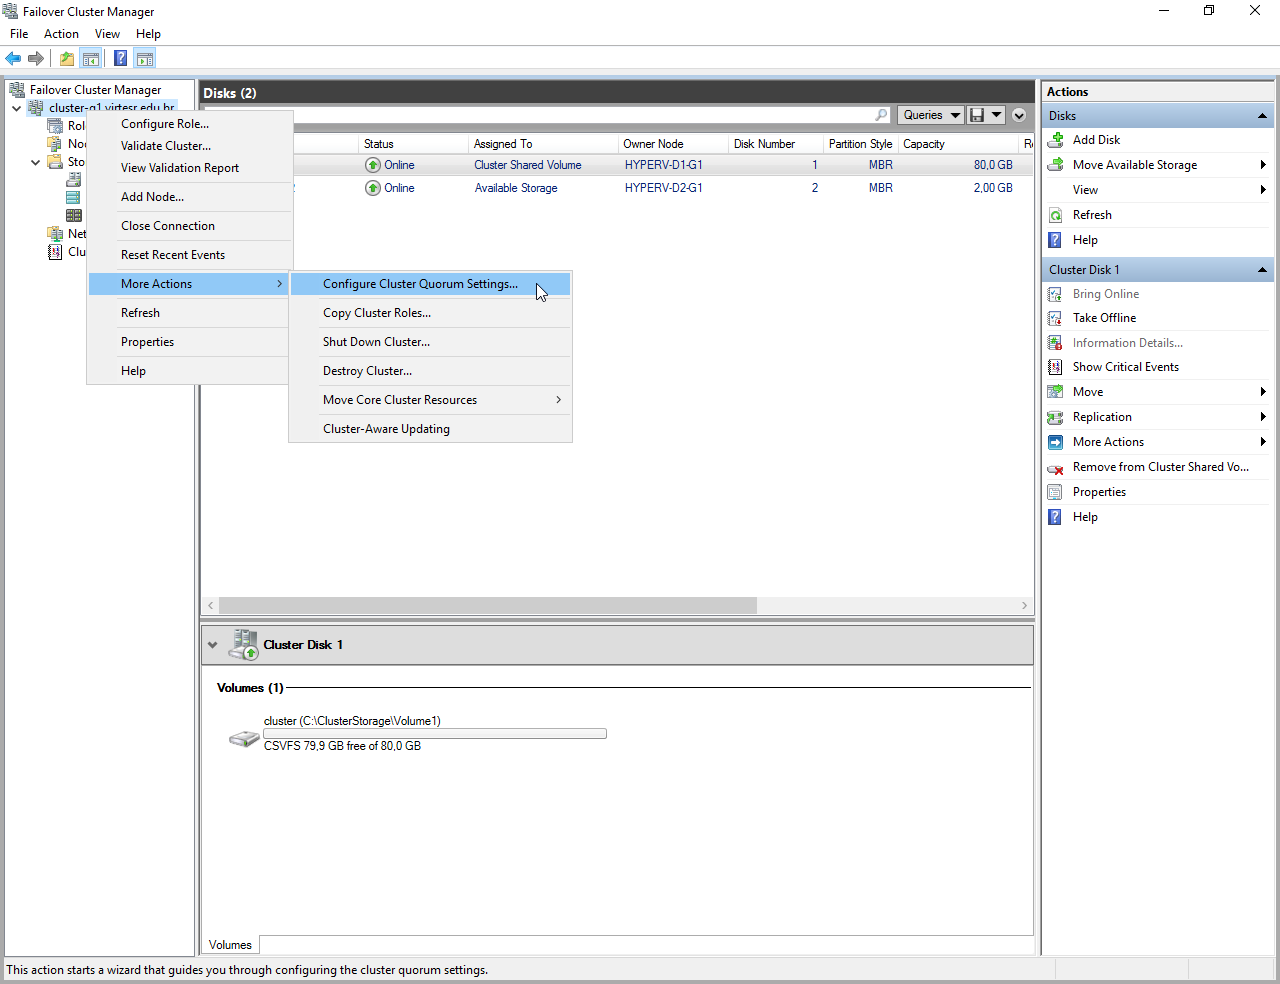 Failover Cluster Manager
File Action View Help
Failover Cluster Manager
cluster-g1.virtesr.edu.br
Net
Configure Role...
Validate Cluster...
View Validation Report
Add Node...
Close Connection
Reset Recent Events
More Actions
Refresh
Properties
Help
Configure Cluster Quorum Settings...
Copy Cluster Roles...
Shut Down Cluster...
Destroy Cluster...
Move Core Cluster Resources
Cluster-Aware Updating
Disks (2)
Queries
Status Assigned To Owner Node Disk Number Partition Style Capacity
Online Cluster Shared Volume HYPERV-D1-G1 1 MBR 80,0 GB
Online Available Storage HYPERV-D2-G1 2 MBR 2,00 GB
Cluster Disk 1
Volumes (1)
cluster (C:\ClusterStorage\Volume1)
CSVFS 79,9 GB free of 80,0 GB
Volumes
Actions
Disks
Add Disk
Move Available Storage
View
Refresh
Help
Cluster Disk 1
Bring Online
Take Offline
Information Details...
Show Critical Events
Move
Replication
More Actions
Remove from Cluster Shared Vo...
Properties
Help
This action starts a wizard that guides you through configuring the cluster quorum settings.